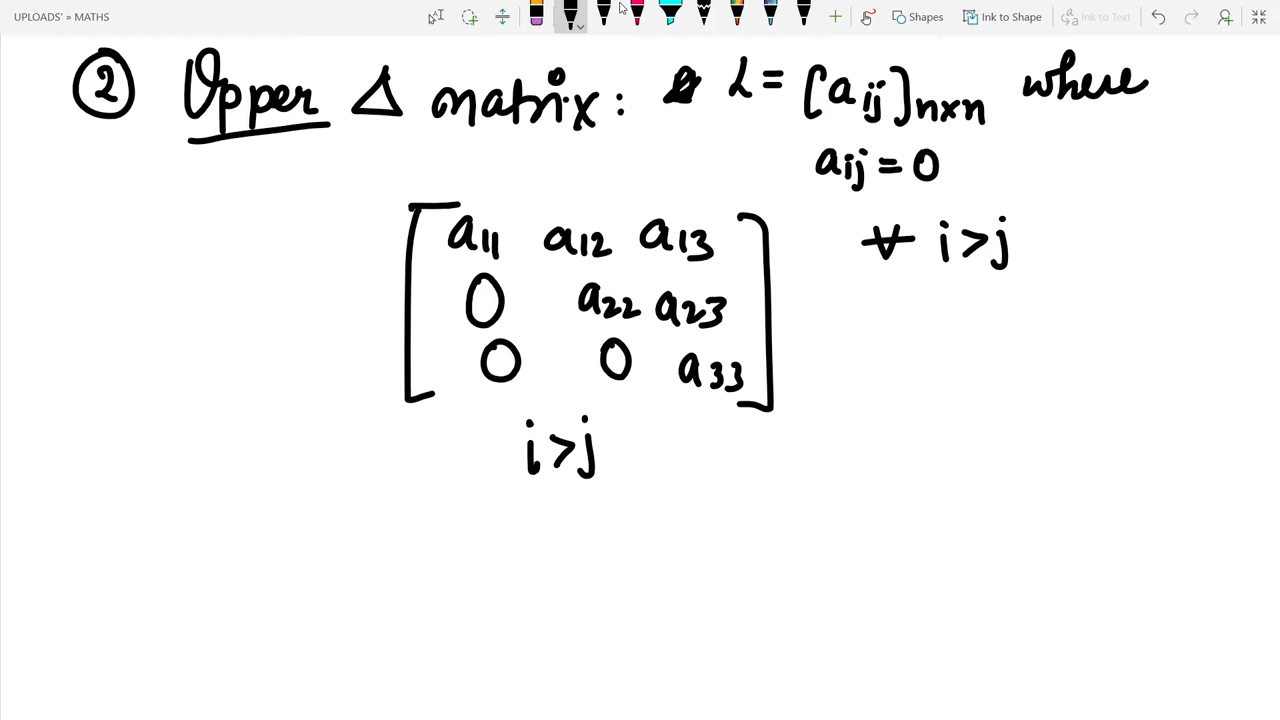 UPLOADS' » MATHS Shapes Ink to Shape Ink to Text
② Upper Δ matrix: L = [aij]n×n where
aij = 0
∀ i > j
a11 a12 a13
0 a22 a23
0 0 a33
i > j